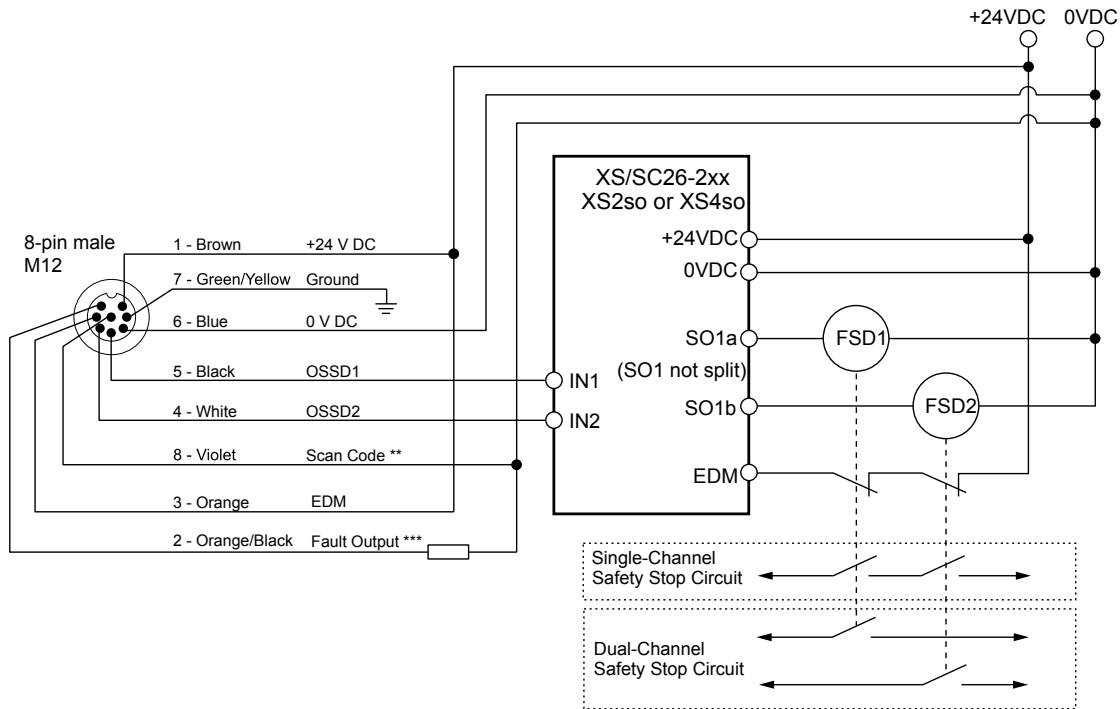 +24VDC 0VDC
XS/SC26-2xx
XS2so or XS4so
+24VDC
0VDC
SO1a
(SO1 not split)
SO1b
EDM
IN1
IN2
FSD1
FSD2
8-pin male
M12
1 - Brown +24 V DC
7 - Green/Yellow Ground
6 - Blue 0 V DC
5 - Black OSSD1
4 - White OSSD2
8 - Violet Scan Code **
3 - Orange EDM
2 - Orange/Black Fault Output ***
Single-Channel
Safety Stop Circuit
Dual-Channel
Safety Stop Circuit